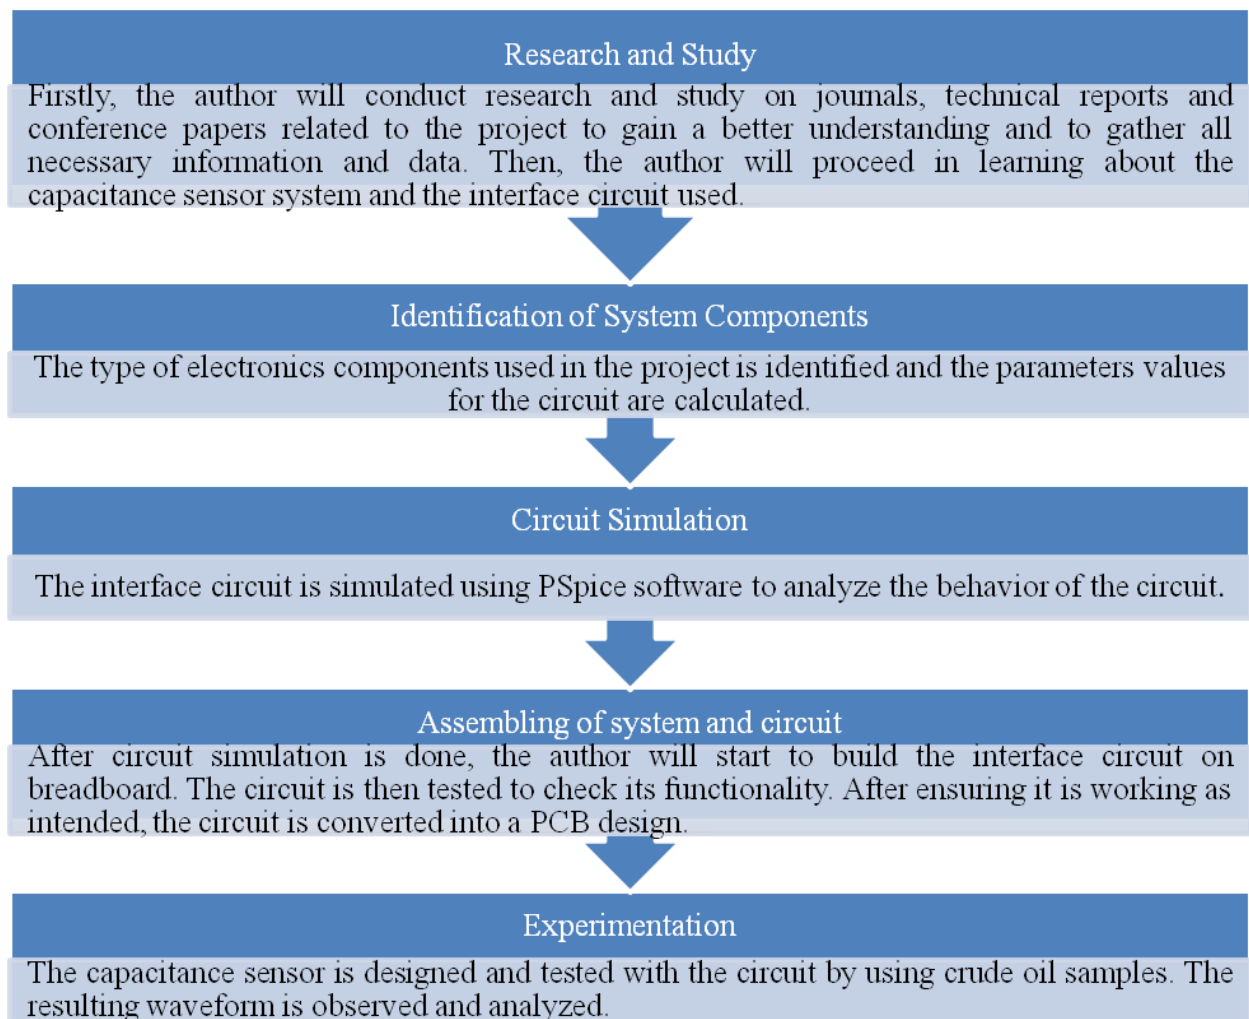 Research and Study
Firstly, the author will conduct research and study on journals, technical reports and
conference papers related to the project to gain a better understanding and to gather all
necessary information and data. Then, the author will proceed in learning about the
capacitance sensor system and the interface circuit used.
Identification of System Components
The type of electronics components used in the project is identified and the parameters values
for the circuit are calculated.
Circuit Simulation
The interface circuit is simulated using PSpice software to analyze the behavior of the circuit.
Assembling of system and circuit
After circuit simulation is done, the author will start to build the interface circuit on
breadboard. The circuit is then tested to check its functionality. After ensuring it is working as
intended, the circuit is converted into a PCB design.
Experimentation
The capacitance sensor is designed and tested with the circuit by using crude oil samples. The
resulting waveform is observed and analyzed.